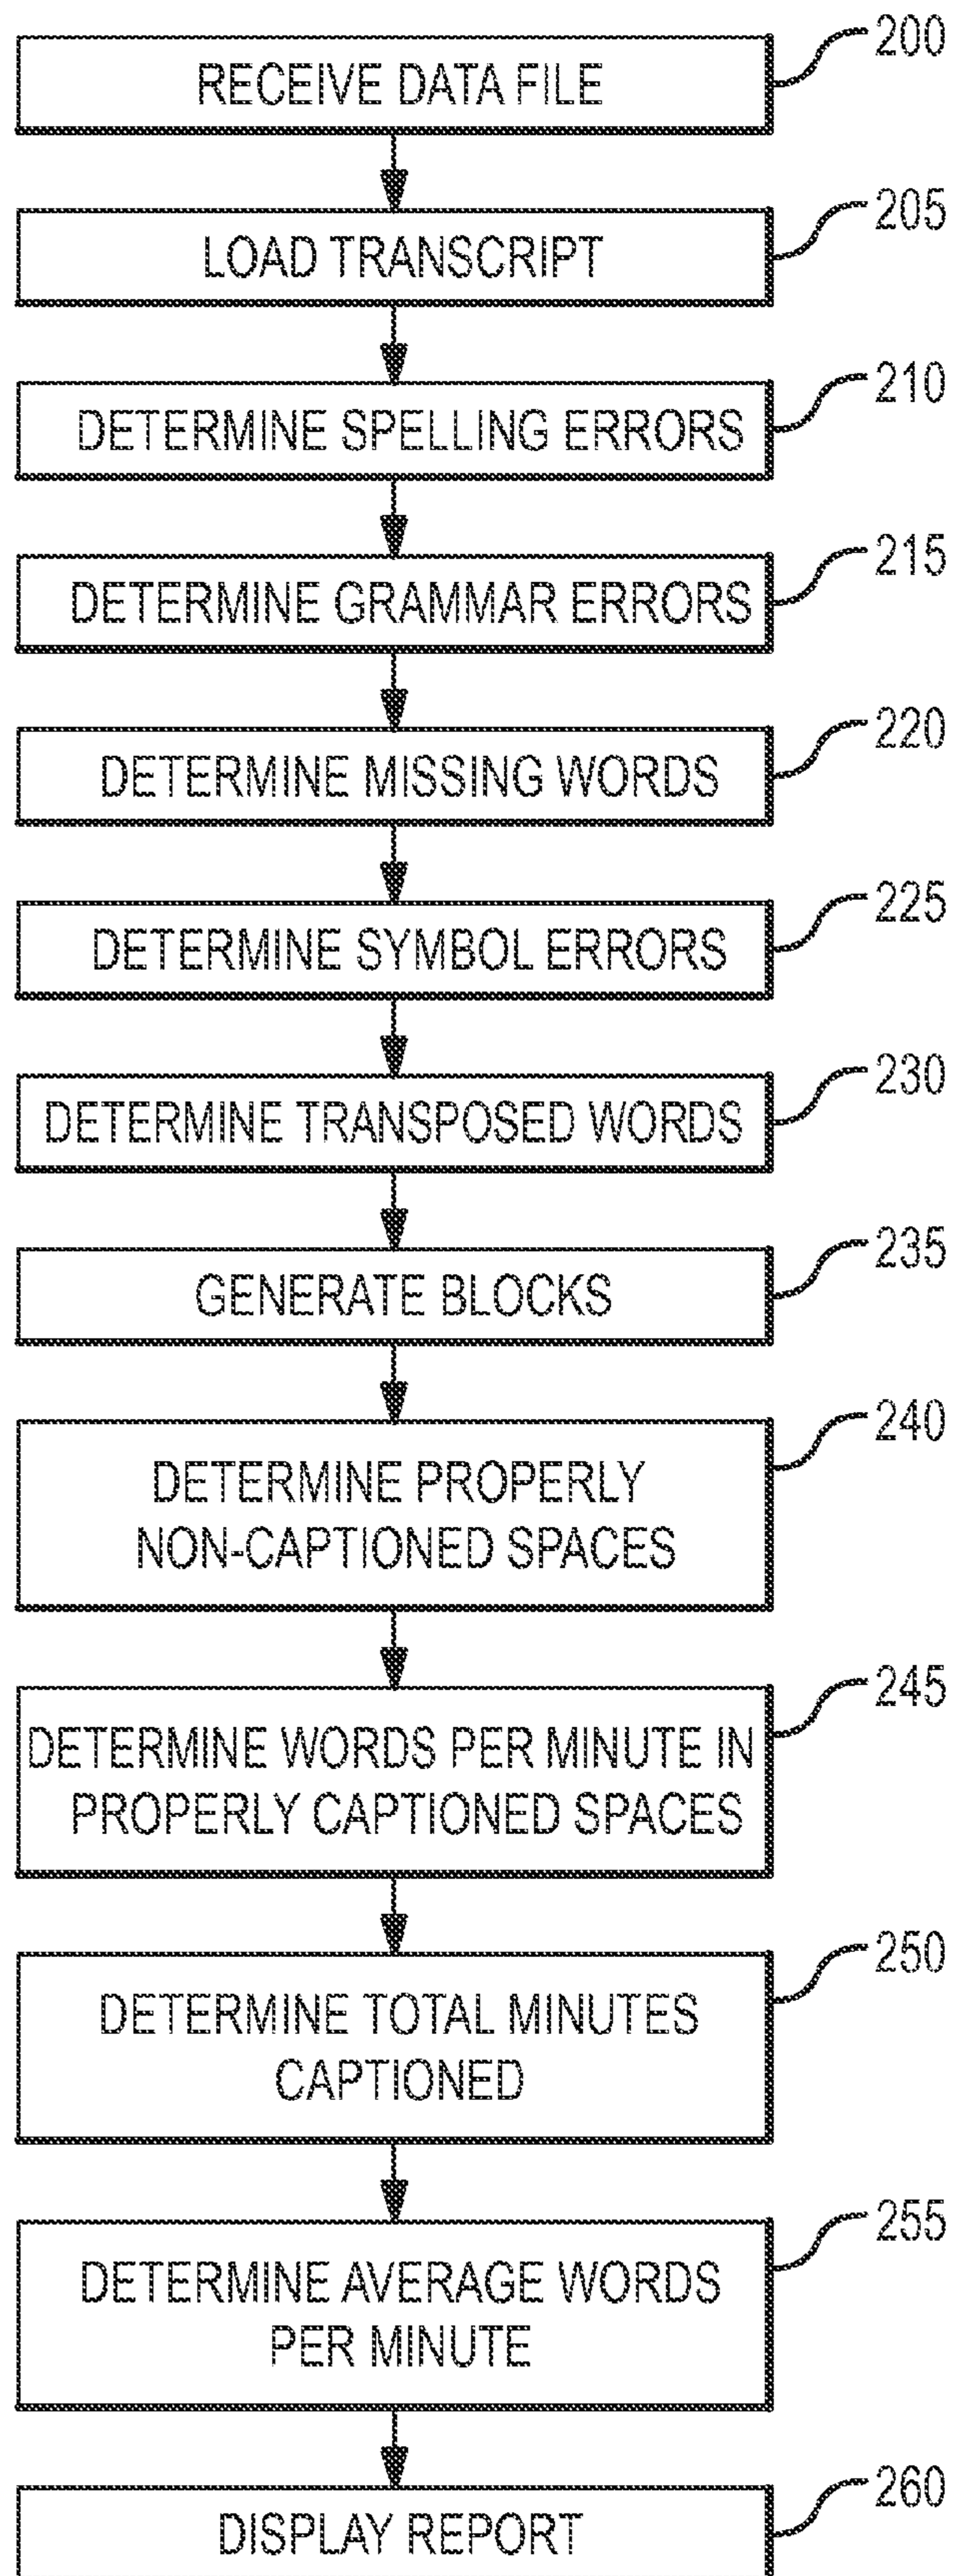 RECEIVE DATA FILE
200
LOAD TRANSCRIPT
205
DETERMINE SPELLING ERRORS
210
DETERMINE GRAMMAR ERRORS
215
DETERMINE MISSING WORDS
220
DETERMINE SYMBOL ERRORS
225
DETERMINE TRANSPOSED WORDS
230
GENERATE BLOCKS
235
DETERMINE PROPERLY
NON-CAPTIONED SPACES
240
DETERMINE WORDS PER MINUTE IN
PROPERLY CAPTIONED SPACES
245
DETERMINE TOTAL MINUTES
CAPTIONED
250
DETERMINE AVERAGE WORDS
PER MINUTE
255
DISPLAY REPORT
260